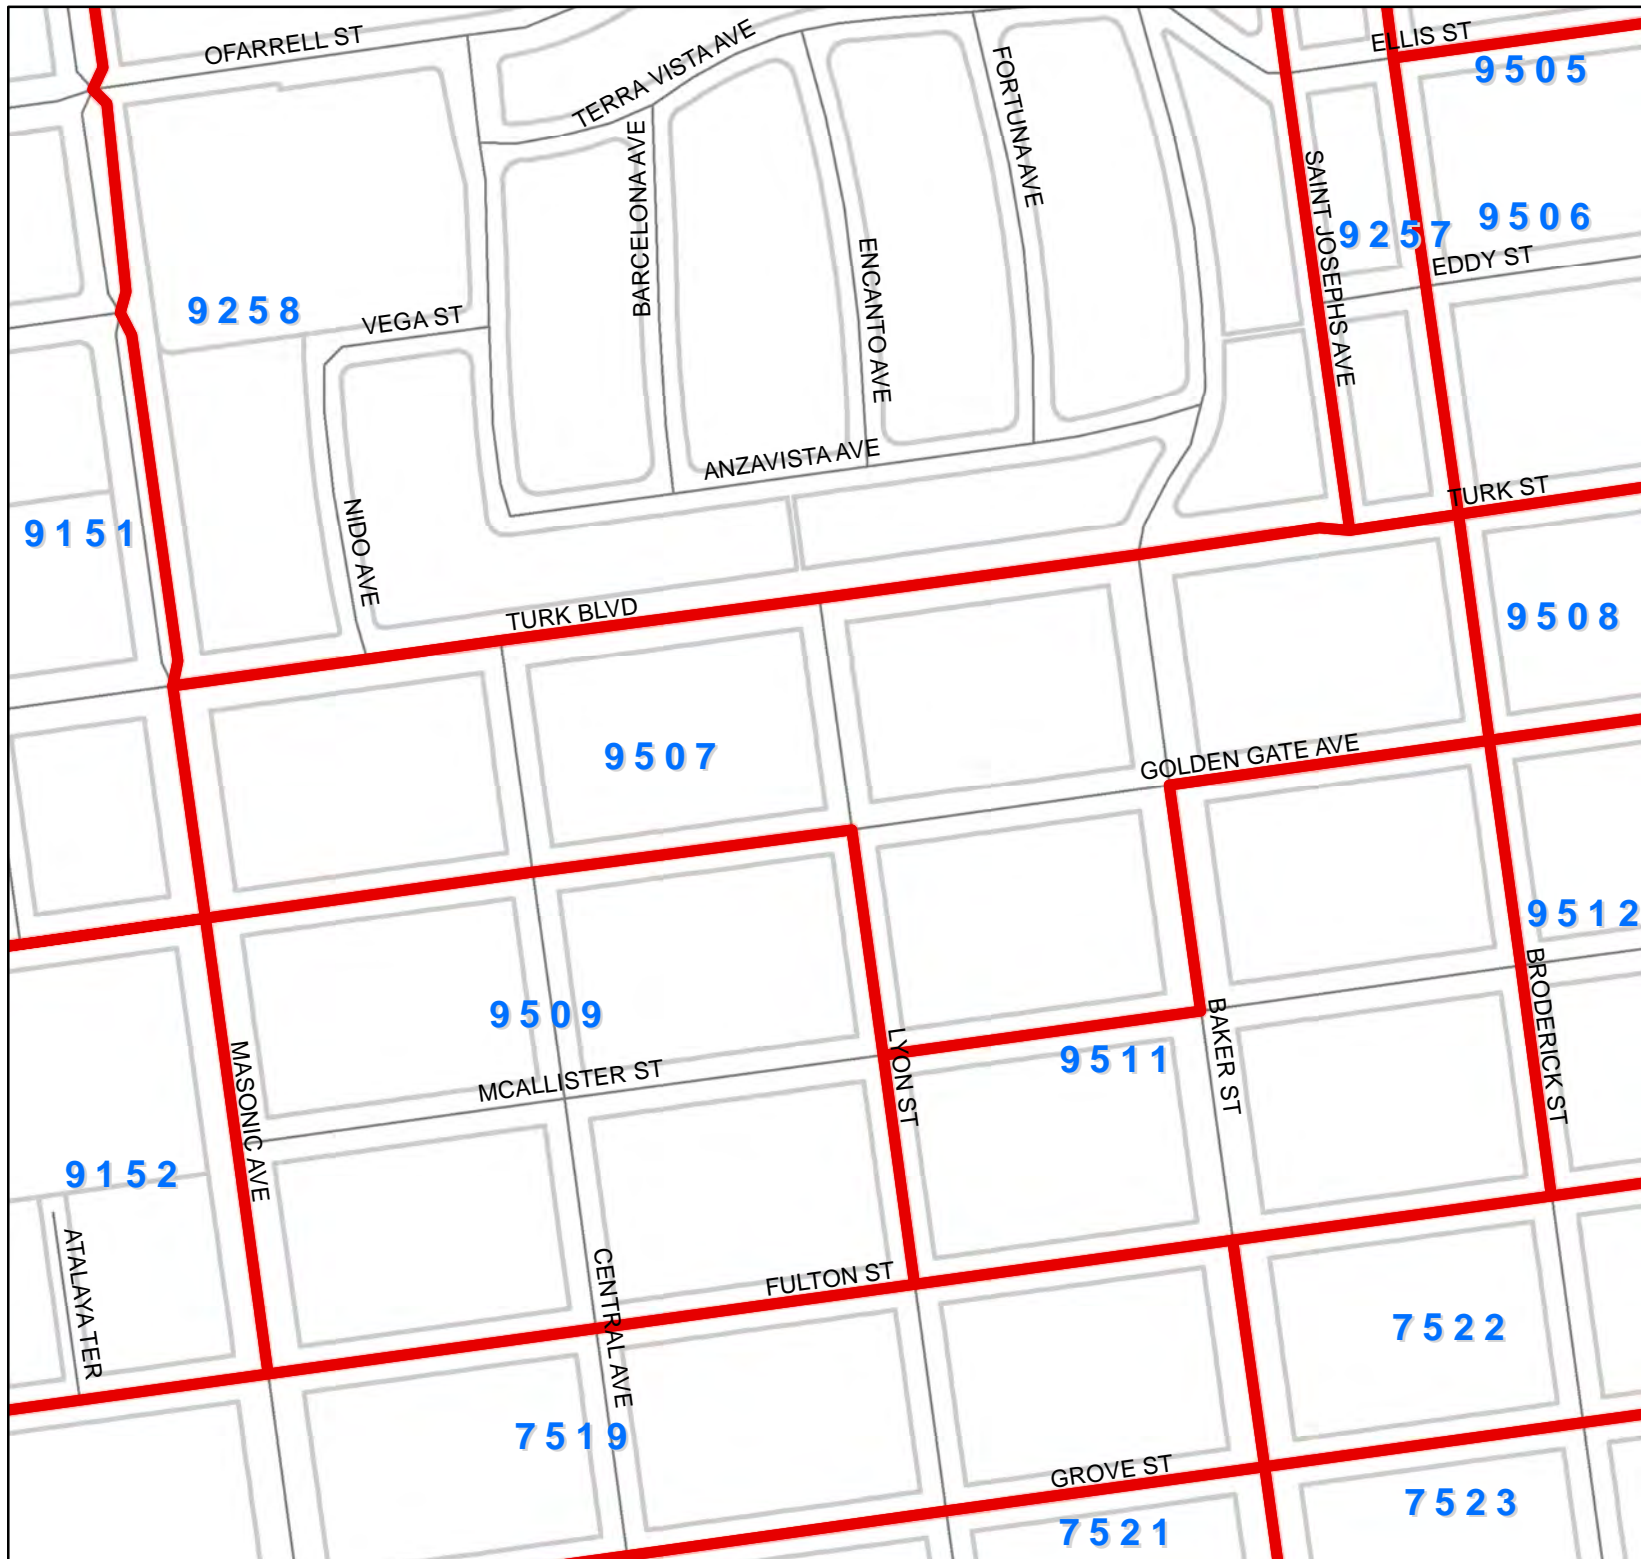 OFARRELL ST
TERRA VISTA AVE
FORTUNA AVE
ELLIS ST
9505
BARCELONA AVE
SAINT JOSEPHS AVE
9257
9506
EDDY ST
ENCANTO AVE
9258
VEGA ST
ANZAVISTA AVE
TURK ST
9151
NIDO AVE
TURK BLVD
9508
9507
GOLDEN GATE AVE
9512
9509
BRODERICK ST
MCALLISTER ST
LYON ST
9511
BAKER ST
MASONIC AVE
9152
ATALAYA TER
CENTRAL AVE
FULTON ST
7522
7519
GROVE ST
7523
7521